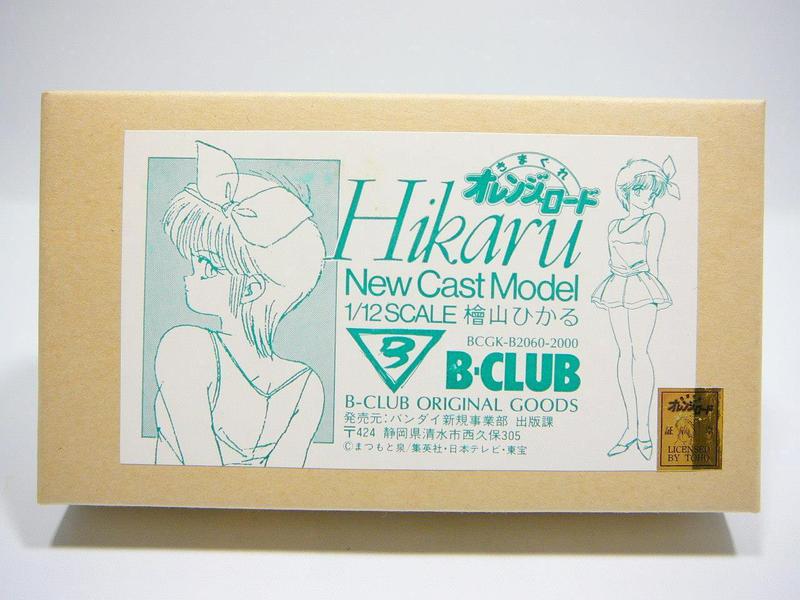 きまぐれ
オレンジ★ロード
Hikaru
New Cast Model
1/12 SCALE 檜山ひかる
BCGK-B2060-2000
B B-CLUB
B-CLUB ORIGINAL GOODS
発売元:バンダイ新規事業部 出版課
〒424 静岡県清水市西久保305
©まつもと泉/集英社・日本テレビ・東宝
オレンジロード
証
LICENSED
BY TOHO